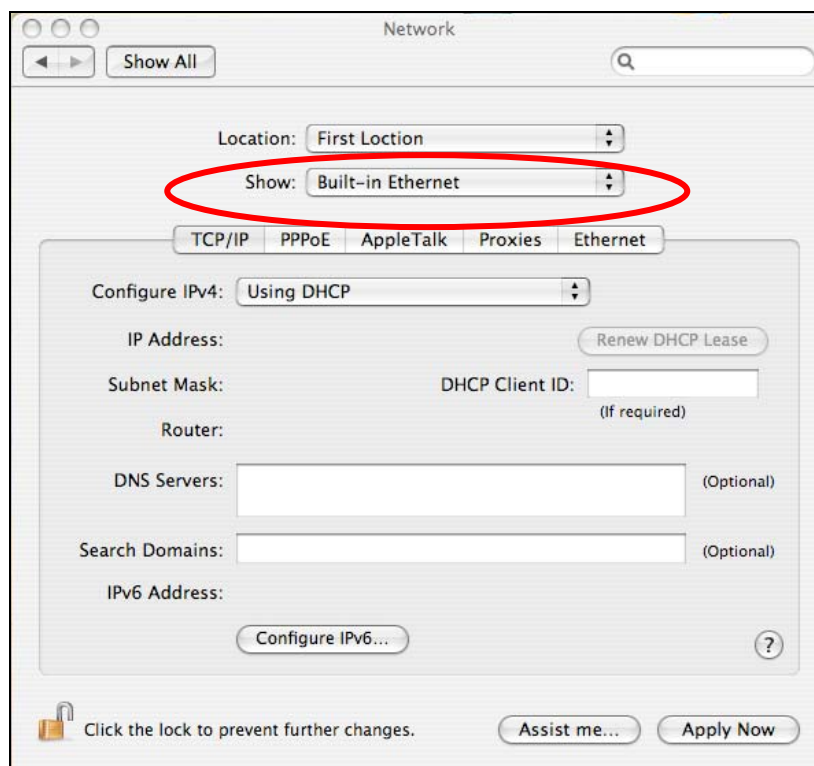 Network
Show All
Location: First Loction
Show: Built-in Ethernet
TCP/IP PPPoE AppleTalk Proxies Ethernet
Configure IPv4: Using DHCP
IP Address: Renew DHCP Lease
Subnet Mask: DHCP Client ID:
(If required)
Router:
DNS Servers: (Optional)
Search Domains: (Optional)
IPv6 Address:
Configure IPv6... ?
Click the lock to prevent further changes. Assist me... Apply Now